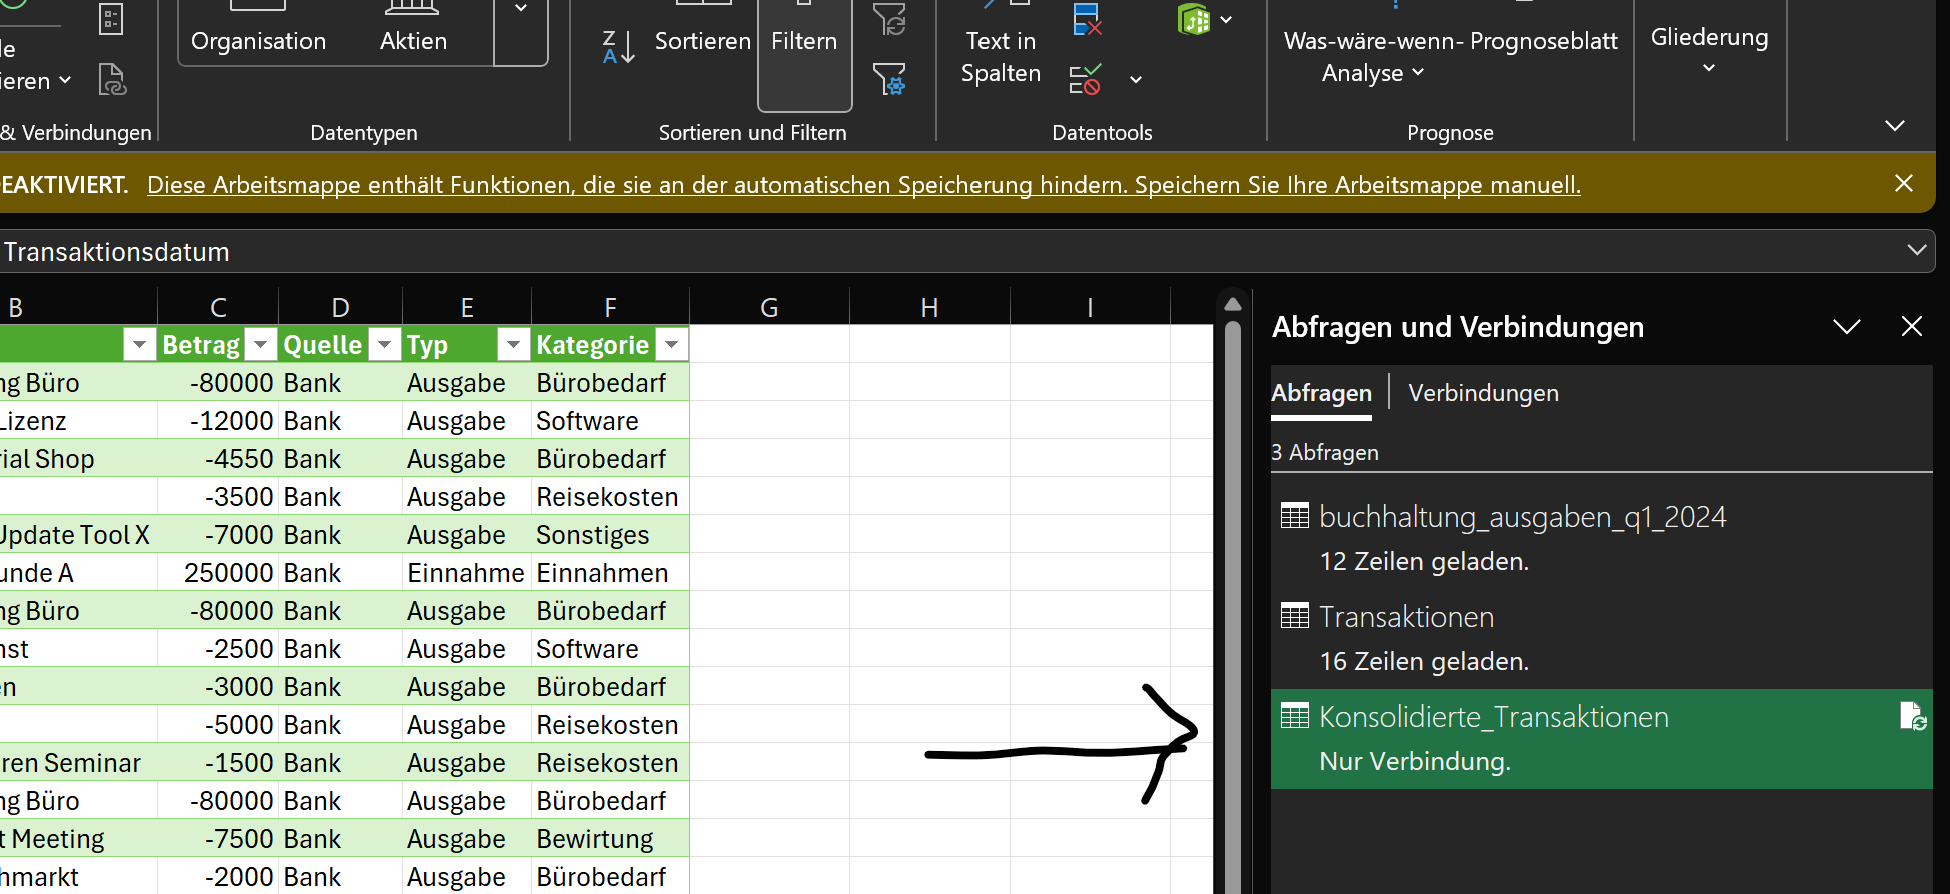 Organisation Aktien
Sortieren Filtern
Text in Spalten
Was-wäre-wenn-Analyse
Prognoseblatt
Gliederung
ieren
& Verbindungen
Datentypen
Sortieren und Filtern
Datentools
Prognose
EAKTIVIERT. Diese Arbeitsmappe enthält Funktionen, die sie an der automatischen Speicherung hindern. Speichern Sie Ihre Arbeitsmappe manuell.
Transaktionsdatum
B C D E F G H I
Betrag Quelle Typ Kategorie
ng Büro -80000 Bank Ausgabe Bürobedarf
Lizenz -12000 Bank Ausgabe Software
rial Shop -4550 Bank Ausgabe Bürobedarf
-3500 Bank Ausgabe Reisekosten
Update Tool X -7000 Bank Ausgabe Sonstiges
unde A 250000 Bank Einnahme Einnahmen
ng Büro -80000 Bank Ausgabe Bürobedarf
nst -2500 Bank Ausgabe Software
en -3000 Bank Ausgabe Bürobedarf
-5000 Bank Ausgabe Reisekosten
ren Seminar -1500 Bank Ausgabe Reisekosten
ng Büro -80000 Bank Ausgabe Bürobedarf
t Meeting -7500 Bank Ausgabe Bewirtung
hmarkt -2000 Bank Ausgabe Bürobedarf
Abfragen und Verbindungen
Abfragen Verbindungen
3 Abfragen
buchhaltung_ausgaben_q1_2024
12 Zeilen geladen.
Transaktionen
16 Zeilen geladen.
Konsolidierte_Transaktionen
Nur Verbindung.